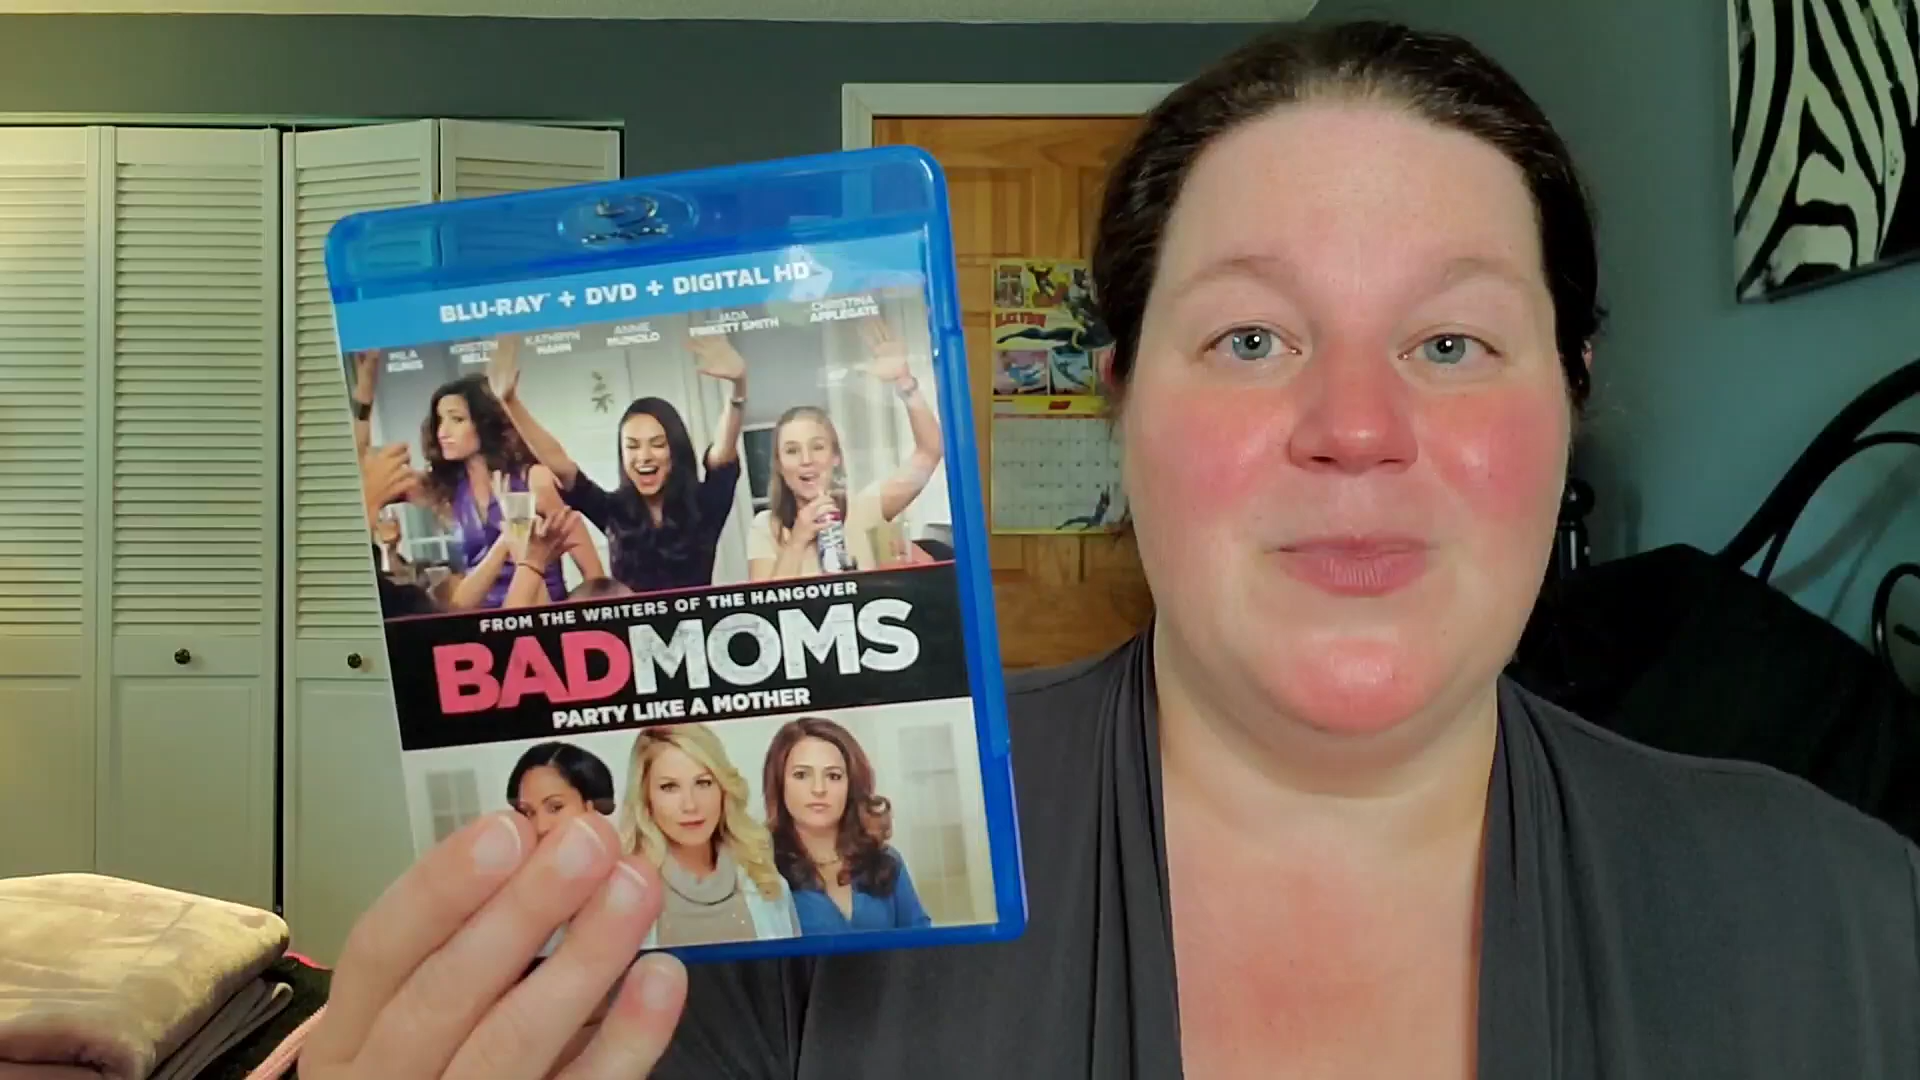 BLU-RAY™ + DVD + DIGITAL HD
MILA KUNIS
KRISTEN BELL
KATHRYN HAHN
ANNIE MUMOLO
JADA PINKETT SMITH
CHRISTINA APPLEGATE
FROM THE WRITERS OF THE HANGOVER
BADMOMS
PARTY LIKE A MOTHER